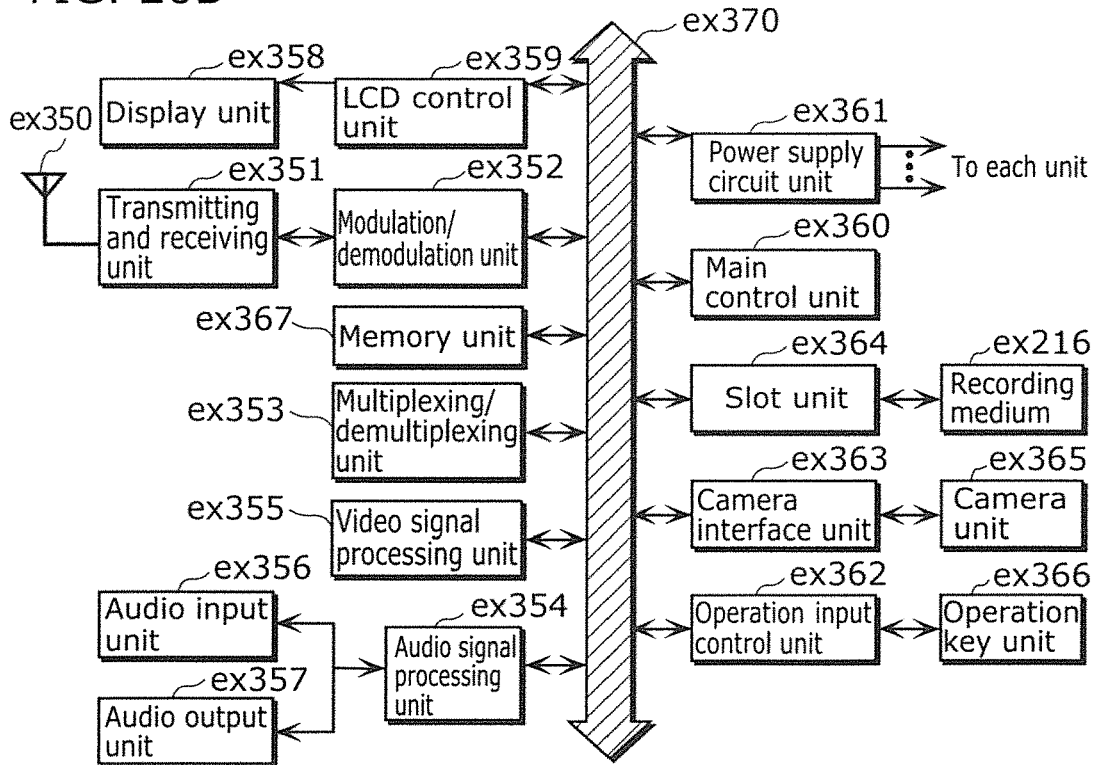 ex370
ex358
ex359
Display unit
LCD control
unit
ex350
ex361
Power supply
circuit unit
To each unit
ex351
ex352
Transmitting
and receiving
unit
Modulation/
demodulation unit
ex360
Main
control unit
ex367
Memory unit
ex364
ex216
Slot unit
Recording
medium
ex353
Multiplexing/
demultiplexing
unit
ex363
ex365
Camera
interface unit
Camera
unit
ex355
Video signal
processing unit
ex356
Audio input
unit
ex354
Audio signal
processing
unit
ex362
ex366
Operation input
control unit
Operation
key unit
ex357
Audio output
unit